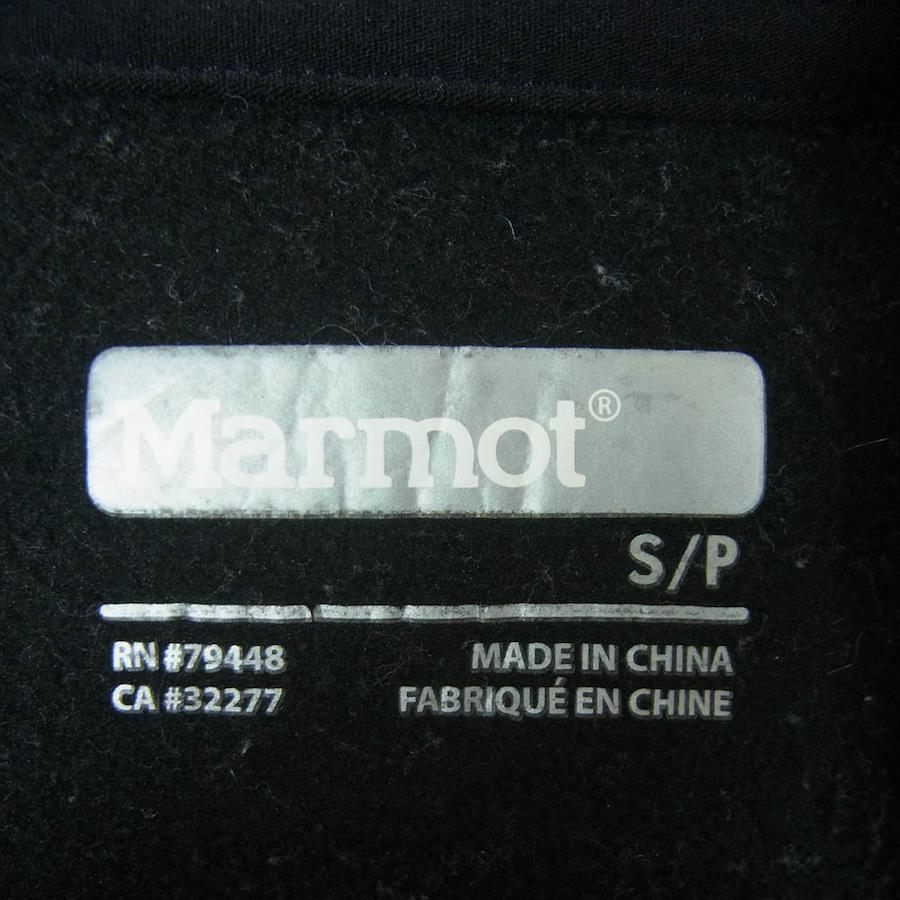 Marmot®
S/P
RN #79448 MADE IN CHINA
CA #32277 FABRIQUÉ EN CHINE